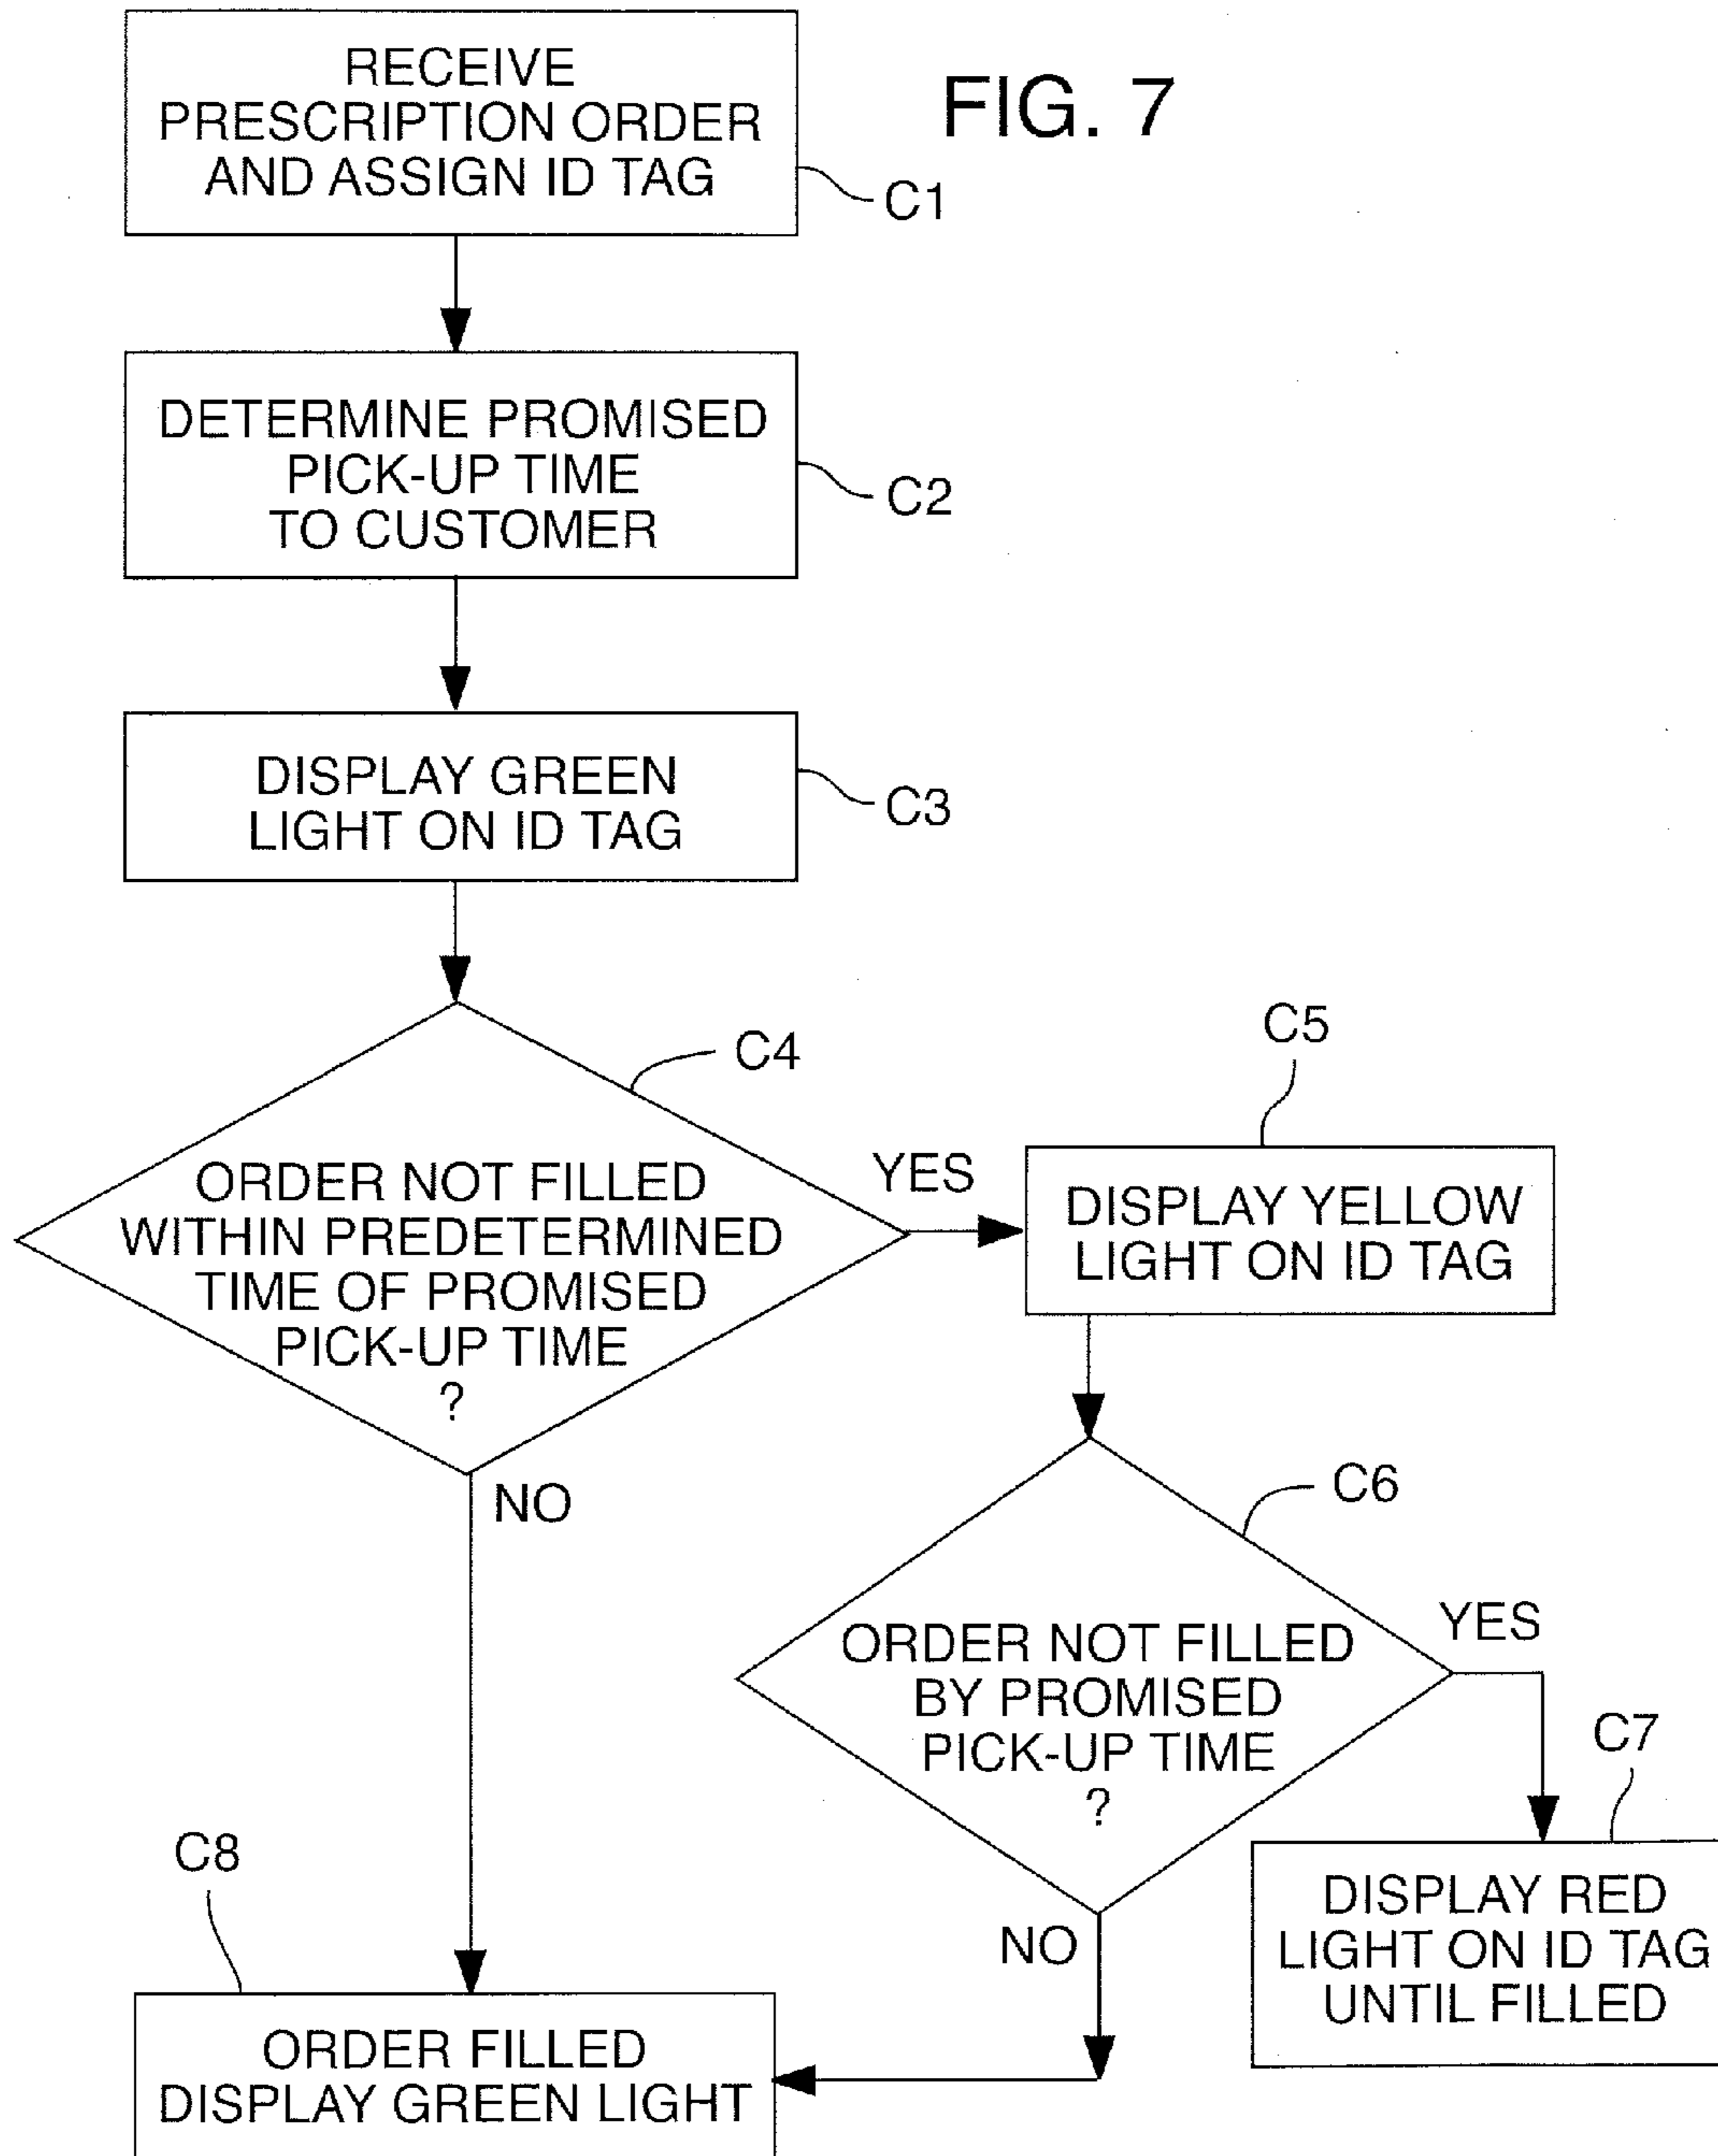 RECEIVE
PRESCRIPTION ORDER
AND ASSIGN ID TAG
FIG. 7
C1
DETERMINE PROMISED
PICK-UP TIME
TO CUSTOMER
C2
DISPLAY GREEN
LIGHT ON ID TAG
C3
C4
ORDER NOT FILLED
WITHIN PREDETERMINED
TIME OF PROMISED
PICK-UP TIME
?
YES
NO
C5
DISPLAY YELLOW
LIGHT ON ID TAG
C6
ORDER NOT FILLED
BY PROMISED
PICK-UP TIME
?
YES
NO
C7
DISPLAY RED
LIGHT ON ID TAG
UNTIL FILLED
C8
ORDER FILLED
DISPLAY GREEN LIGHT